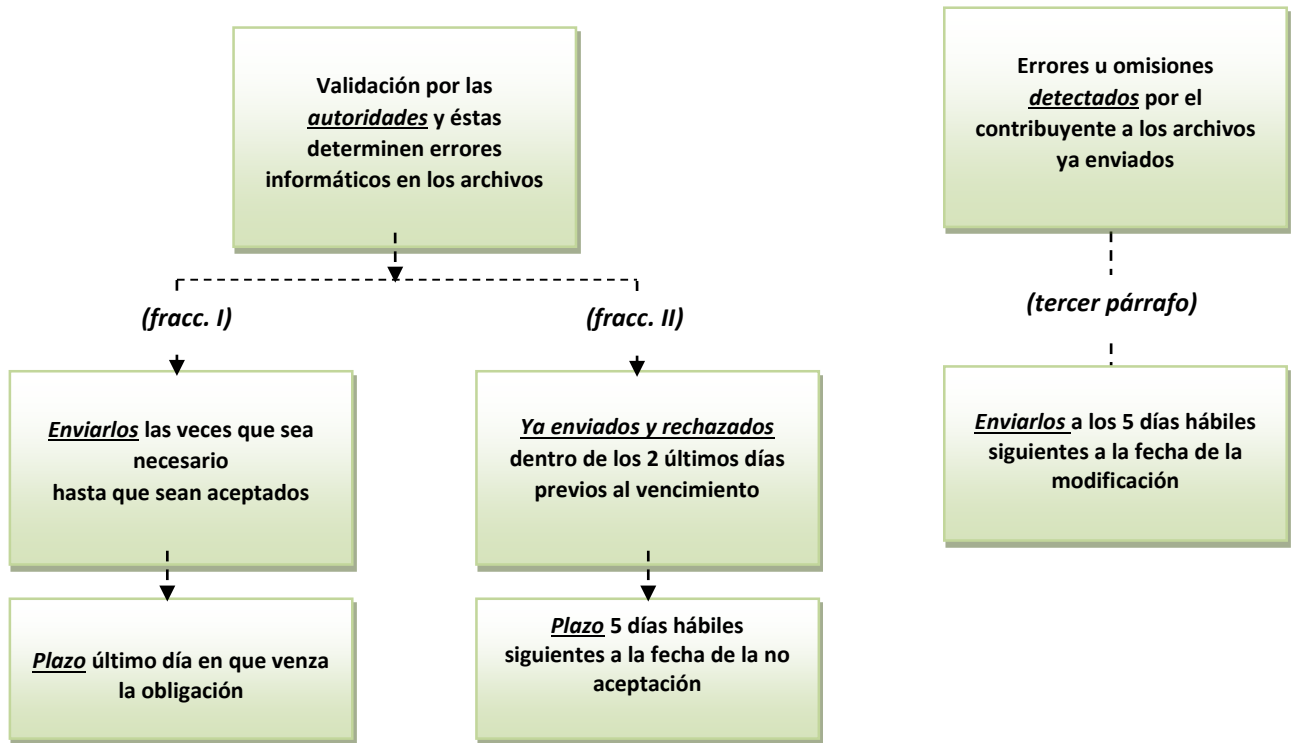 Validación por las
autoridades y éstas
determinen errores
informáticos en los archivos
Errores u omisiones
detectados por el
contribuyente a los archivos
ya enviados
(fracc. I)
(fracc. II)
(tercer párrafo)
Enviarlos las veces que sea
necesario
hasta que sean aceptados
Ya enviados y rechazados
dentro de los 2 últimos días
previos al vencimiento
Enviarlos a los 5 días hábiles
siguientes a la fecha de la
modificación
Plazo último día en que venza
la obligación
Plazo 5 días hábiles
siguientes a la fecha de la no
aceptación